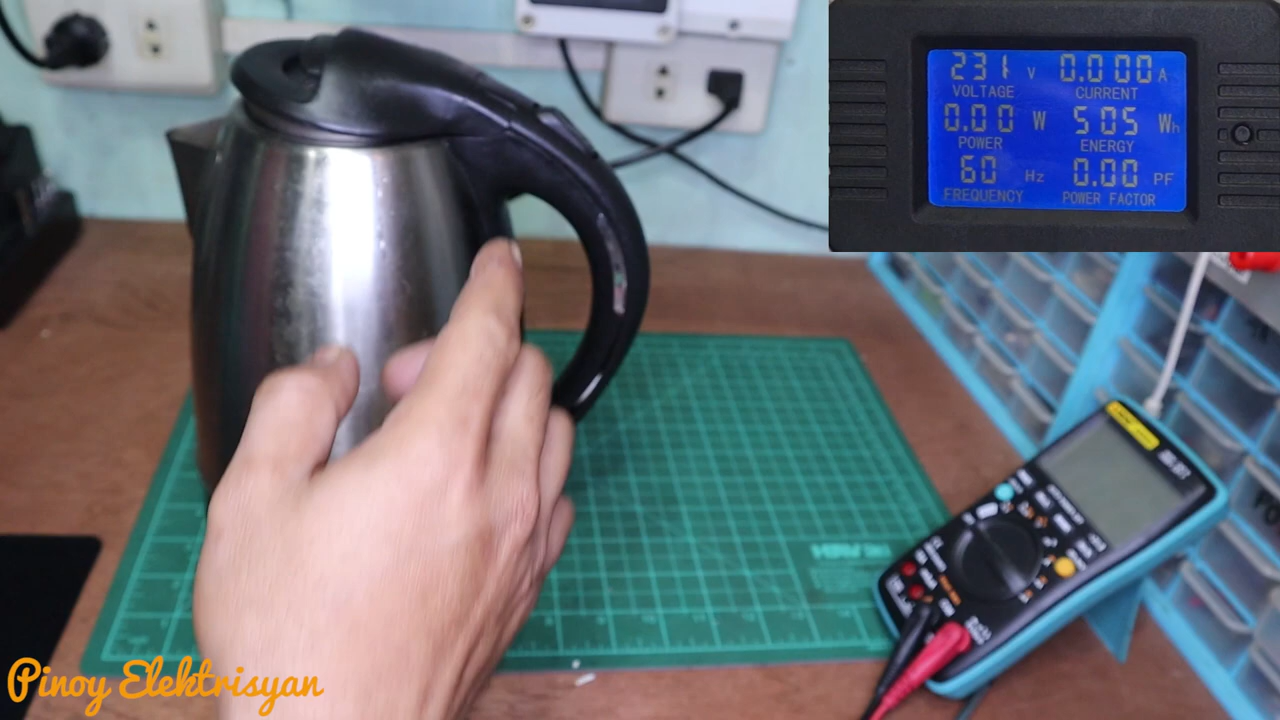 231 V 0.000 A
VOLTAGE CURRENT
0.00 W 505 Wh
POWER ENERGY
60 Hz 0.00 PF
FREQUENCY POWER FACTOR
Pinoy Elektrisyan